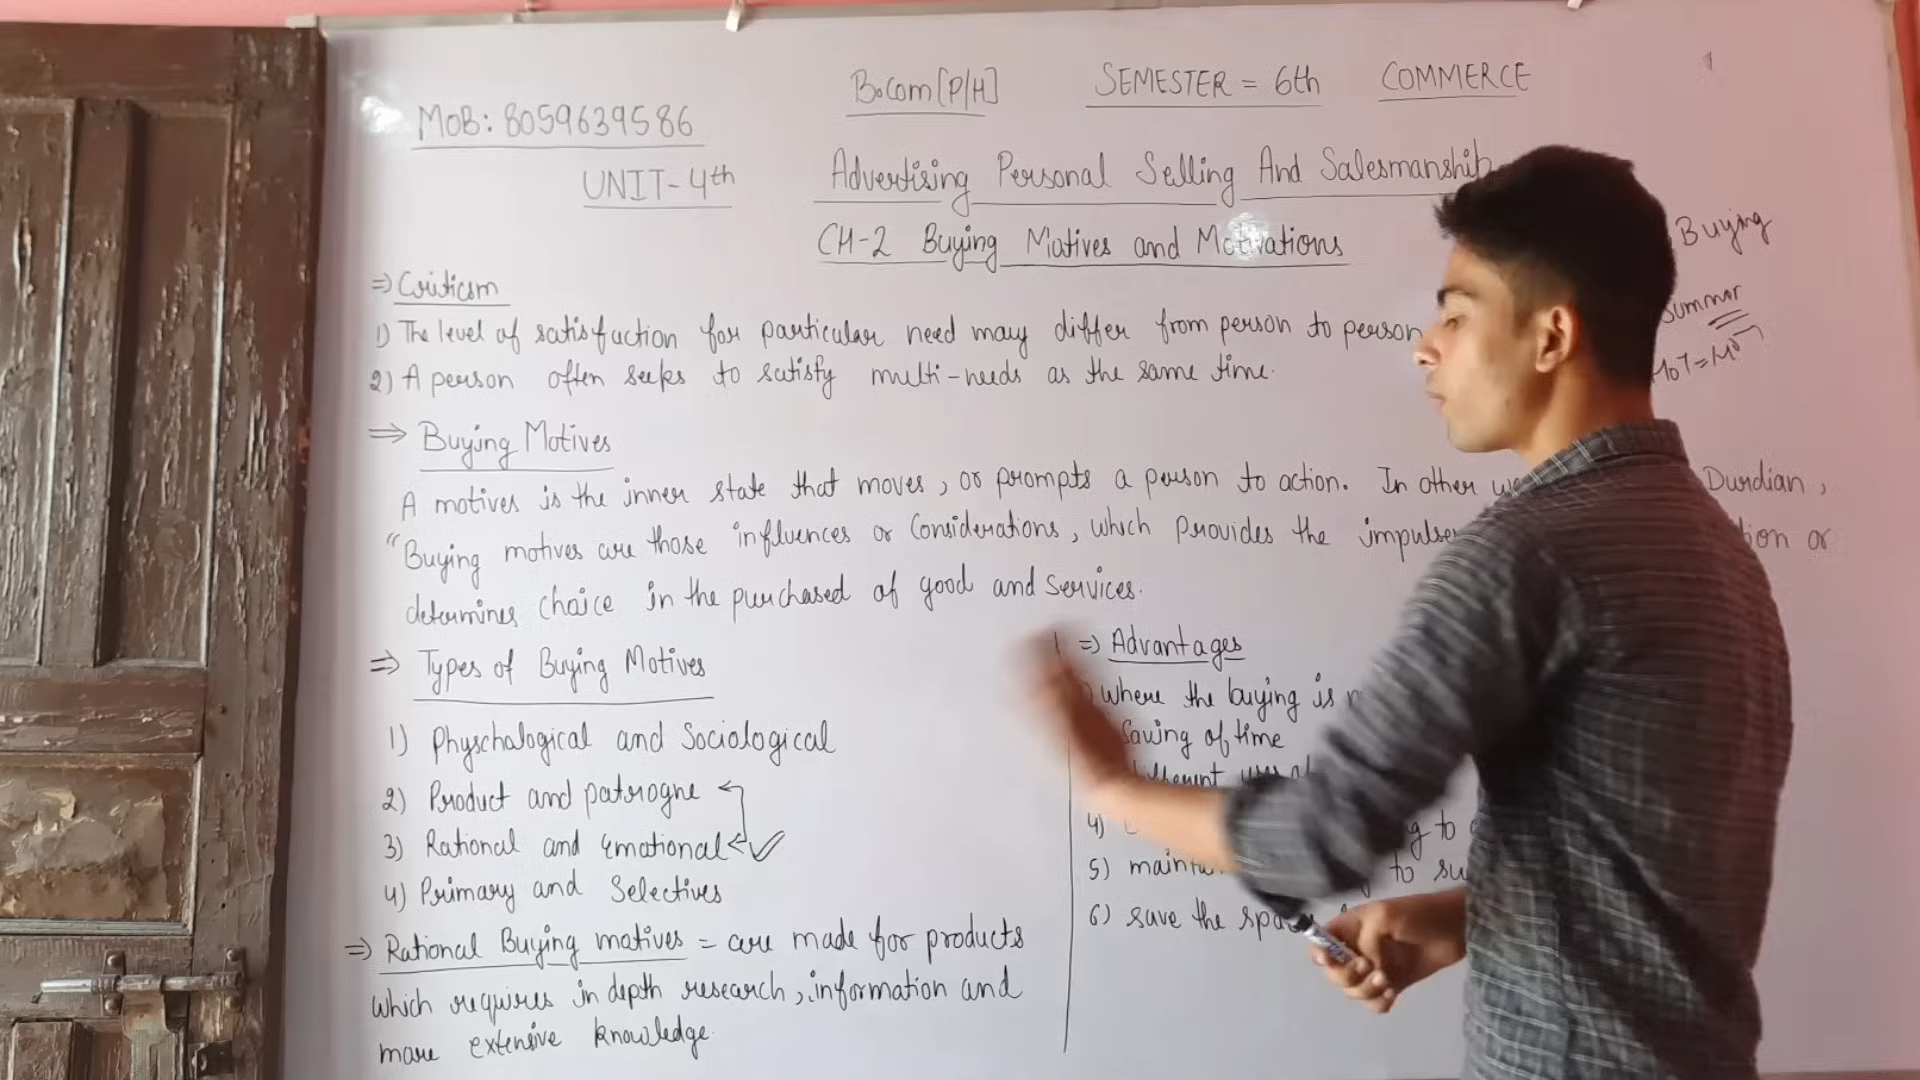 B.Com [P/H] SEMESTER = 6th COMMERCE
MOB: 8059639586
UNIT-4th Advertising Personal Selling And Salesmanship
CH-2 Buying Motives and Motivations
Buying
Summar
⇒ Criticism
1) The level of satisfaction for particular need may differ from person to person
2) A person often seeks to satisfy multi-needs as the same time.
⇒ Buying Motives
A motives is the inner state that moves, or prompts a person to action. In other Durdian,
"Buying motives are those influences or Considerations, which Provides the impulse or
determines choice in the purchased of good and services.
⇒ Types of Buying Motives
1) Physchological and Sociological
2) Product and patrogne
3) Rational and Emotional
4) Primary and Selectives
⇒ Rational Buying motives = are made for products
which requires in depth research, information and
more extensive knowledge.
⇒ Advantages
where the buying is
Saving of time
4) to
5) to
6) save the